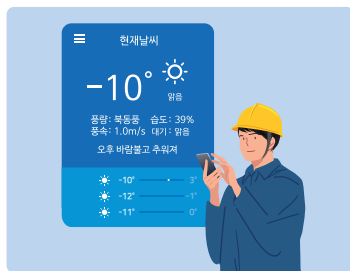 현재날씨
-10°
맑음
풍량: 북동풍 습도: 39%
풍속: 1.0m/s 대기: 맑음
오후 바람불고 추워져
-10° 3°
-12° -1°
-11° 0°